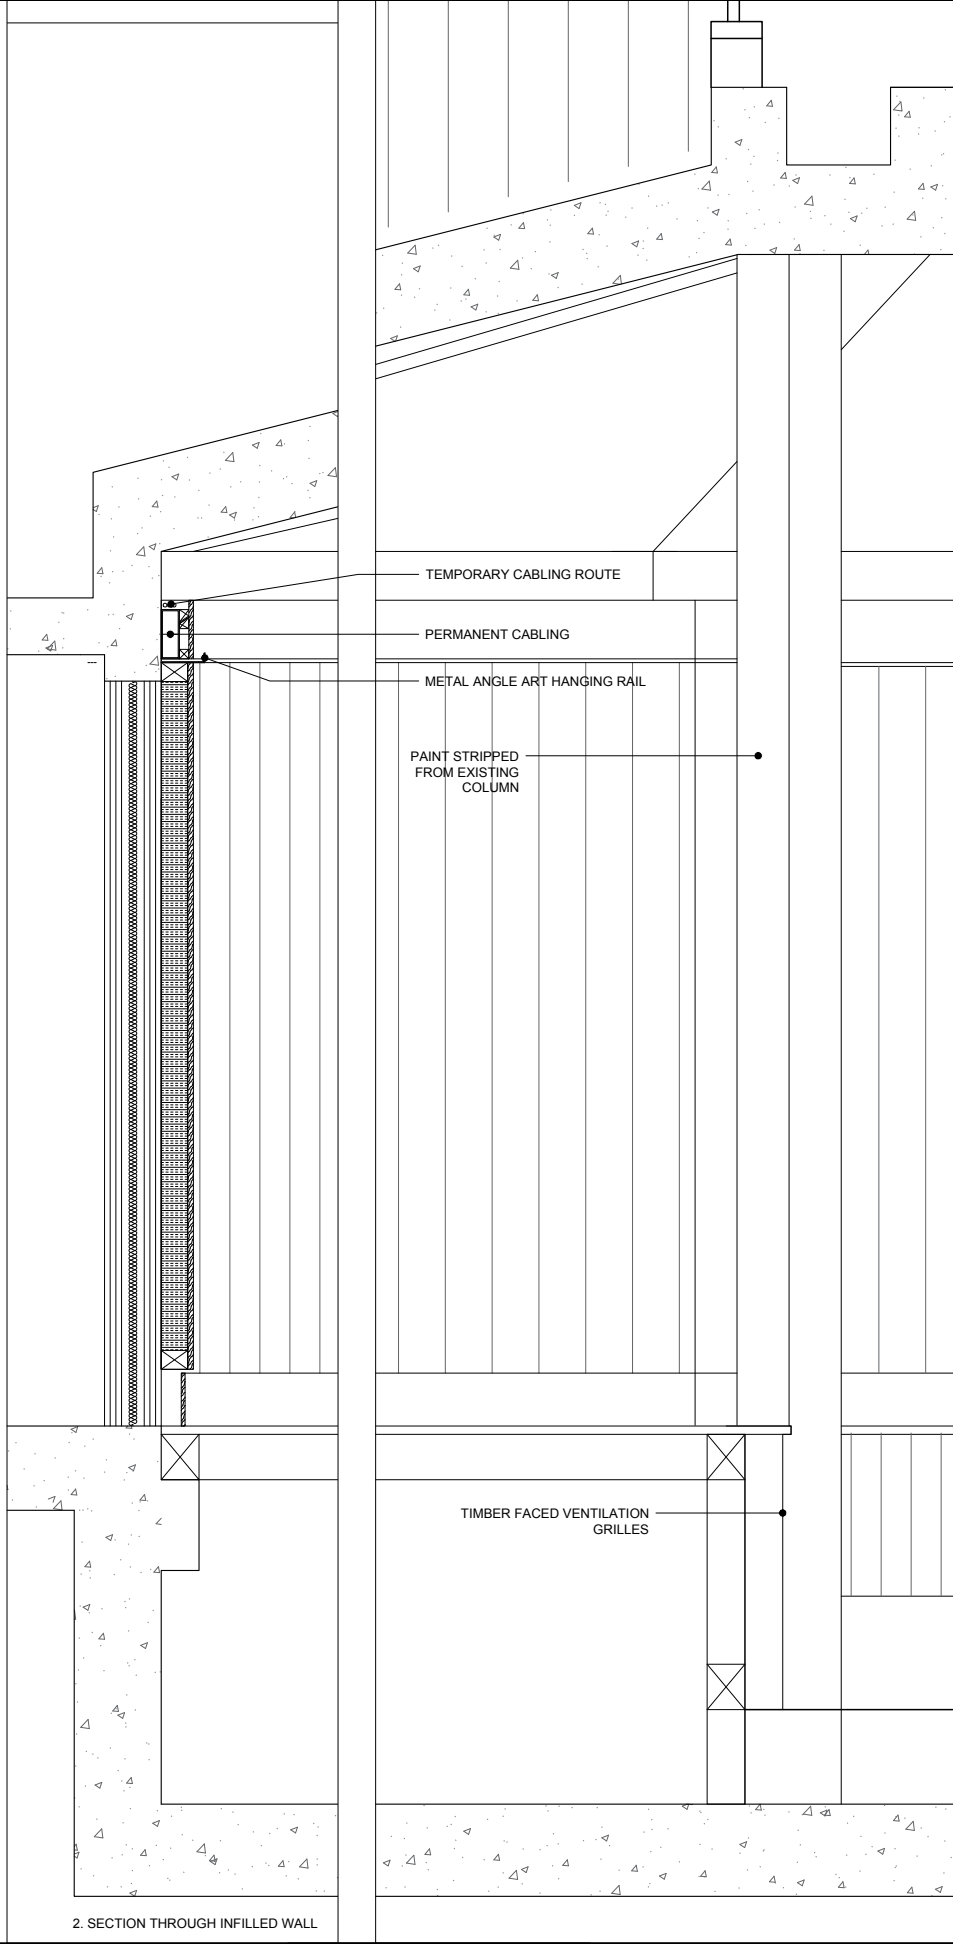 TEMPORARY CABLING ROUTE
PERMANENT CABLING
METAL ANGLE ART HANGING RAIL
PAINT STRIPPED
FROM EXISTING
COLUMN
TIMBER FACED VENTILATION
GRILLES
2. SECTION THROUGH INFILLED WALL